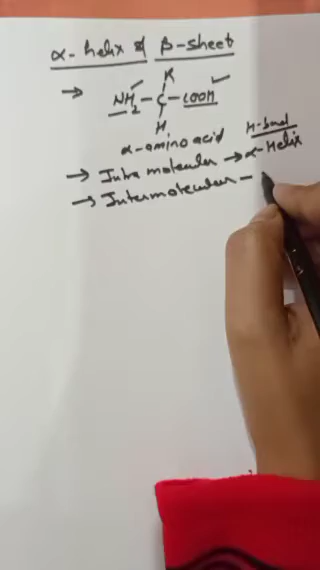 α-helix & β-sheet
R
→ NH2-C-COOH
H
α-amino acid
H-bond
→ Intra molecular → α-Helix
→ Intermolecular -